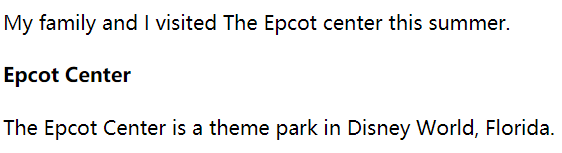 My family and I visited The Epcot center this summer.
Epcot Center
The Epcot Center is a theme park in Disney World, Florida.